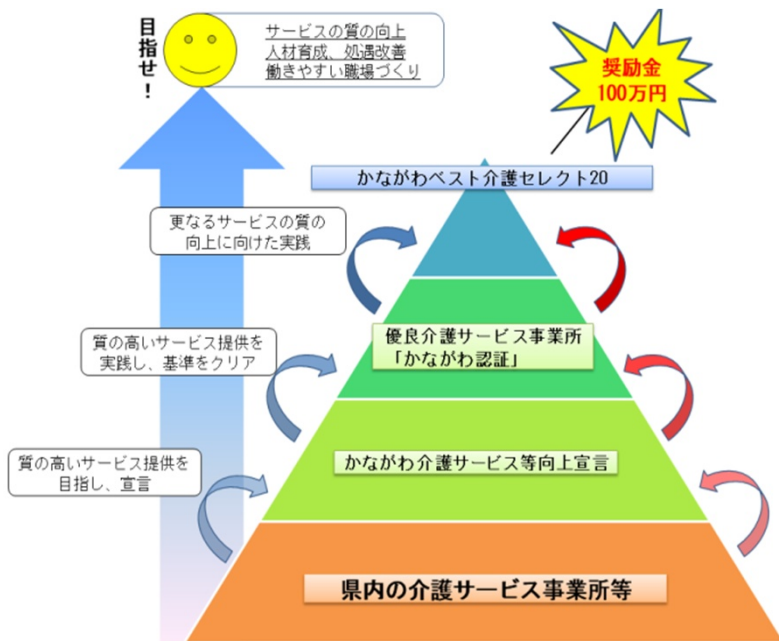 目指せ！
サービスの質の向上
人材育成、処遇改善
働きやすい職場づくり
奨励金
100万円
かながわベスト介護セレクト20
更なるサービスの質の
向上に向けた実践
優良介護サービス事業所
「かながわ認証」
質の高いサービス提供を
実践し、基準をクリア
かながわ介護サービス等向上宣言
質の高いサービス提供を
目指し、宣言
県内の介護サービス事業所等